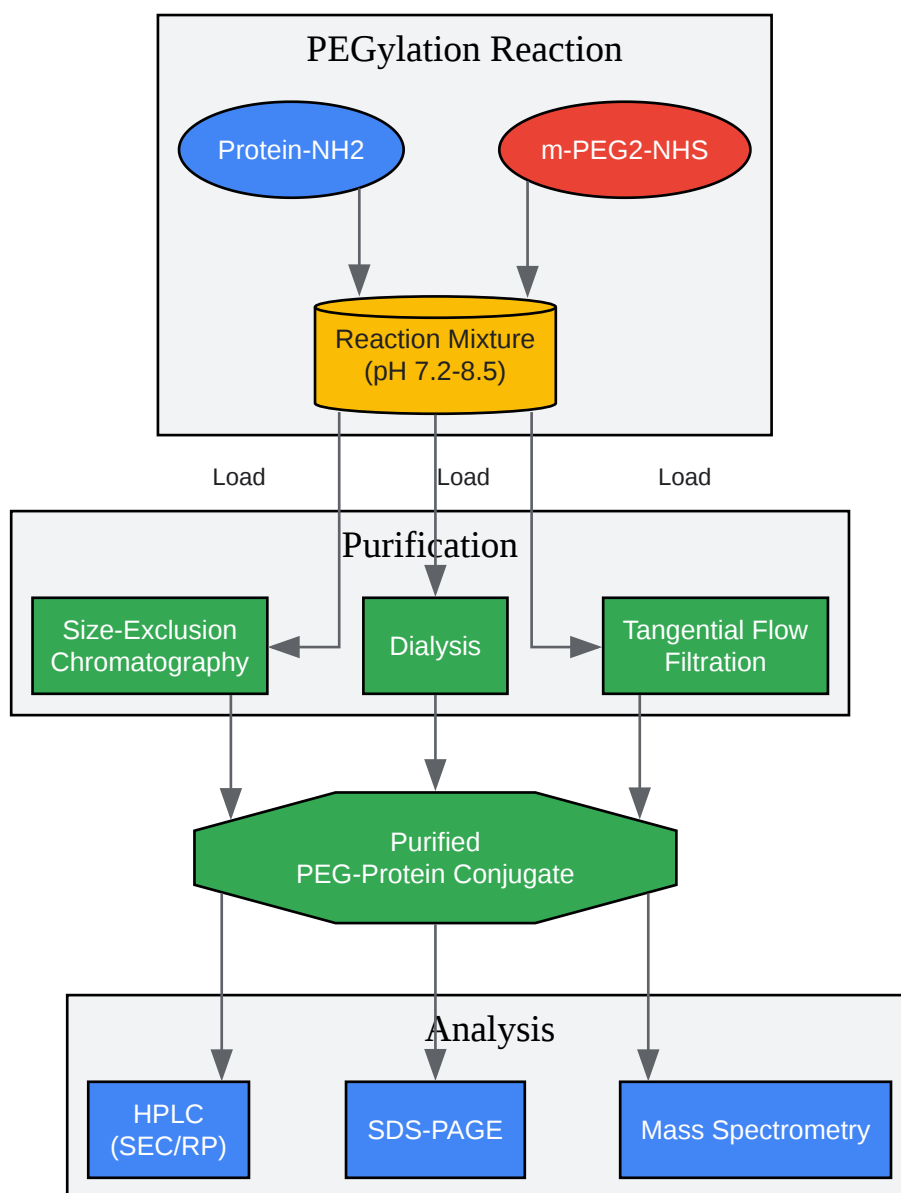 PEGylation Reaction
Protein-NH2
m-PEG2-NHS
Reaction Mixture
(pH 7.2-8.5)
Load
Load
Load
Purification
Size-Exclusion
Chromatography
Dialysis
Tangential Flow
Filtration
Purified
PEG-Protein Conjugate
Analysis
HPLC
(SEC/RP)
SDS-PAGE
Mass Spectrometry